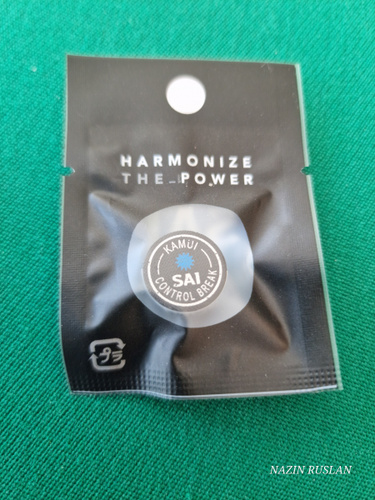 HARMONIZE
THE POWER
KAMUI
SAI
CONTROL BREAK
プラ
NAZIN RUSLAN